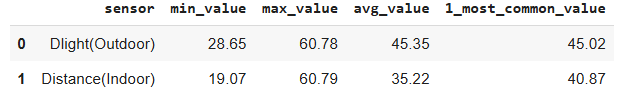 sensor min_value max_value avg_value 1_most_common_value
0 Dlight(Outdoor) 28.65 60.78 45.35 45.02
1 Distance(Indoor) 19.07 60.79 35.22 40.87